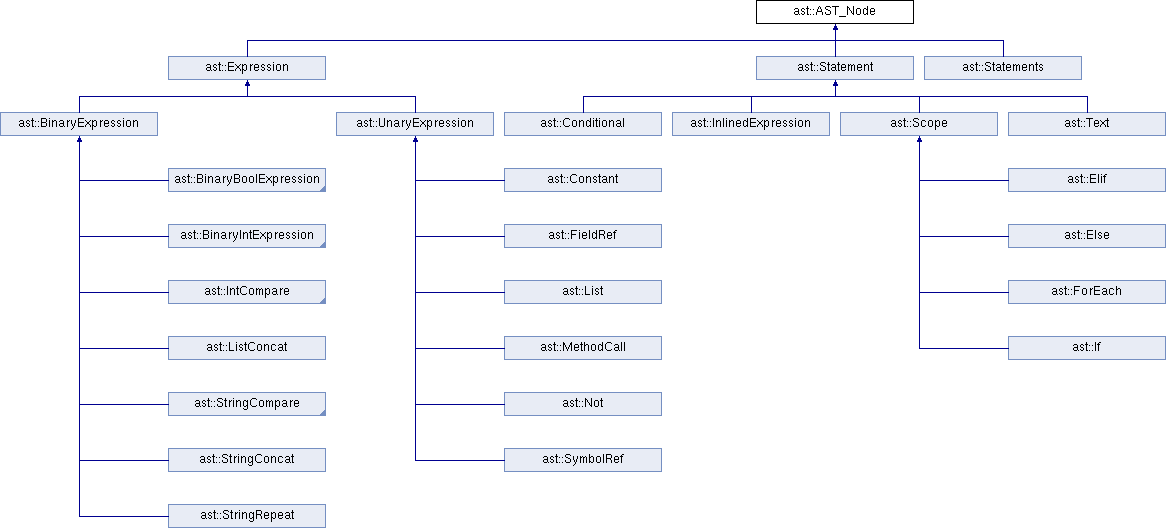 ast::AST_Node
ast::Expression
ast::Statement
ast::Statements
ast::BinaryExpression
ast::UnaryExpression
ast::Conditional
ast::InlinedExpression
ast::Scope
ast::Text
ast::BinaryBoolExpression
ast::Constant
ast::Elif
ast::BinaryIntExpression
ast::FieldRef
ast::Else
ast::IntCompare
ast::List
ast::ForEach
ast::ListConcat
ast::MethodCall
ast::If
ast::StringCompare
ast::Not
ast::StringConcat
ast::SymbolRef
ast::StringRepeat